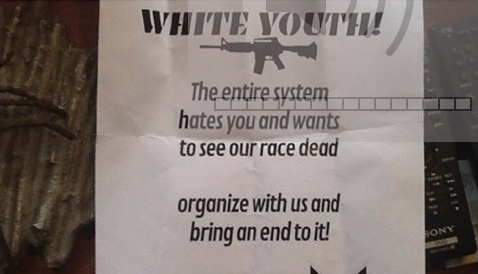 WHITE YOUTH!
The entire system
hates you and wants
to see our race dead
organize with us and
bring an end to it!
SONY